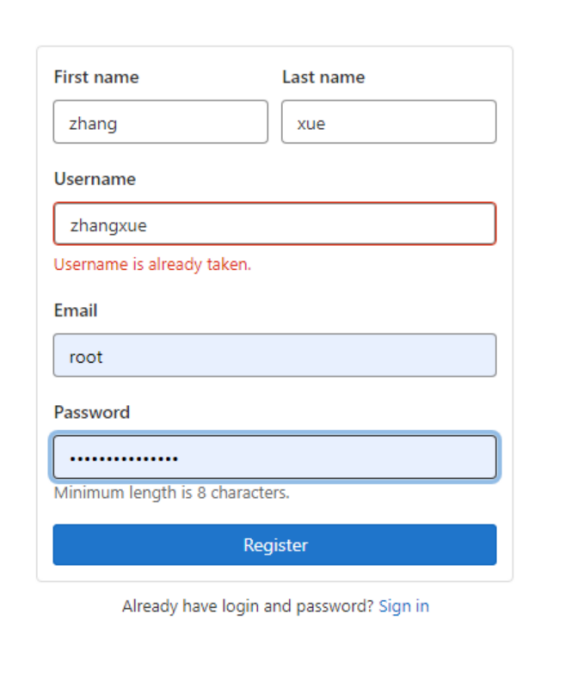 First name Last name
zhang xue
Username
zhangxue
Username is already taken.
Email
root
Password
•••••••••••••••
Minimum length is 8 characters.
Register
Already have login and password? Sign in